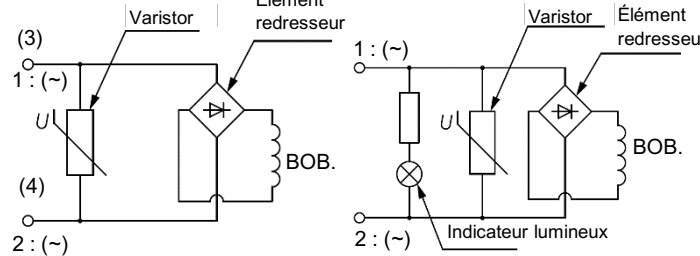 Varistor
Élément
redresseur
(3)
1 : (~)
U
BOB.
(4)
2 : (~)
Varistor
Élément
redresseur
1 : (~)
U
BOB.
Indicateur lumineux
2 : (~)